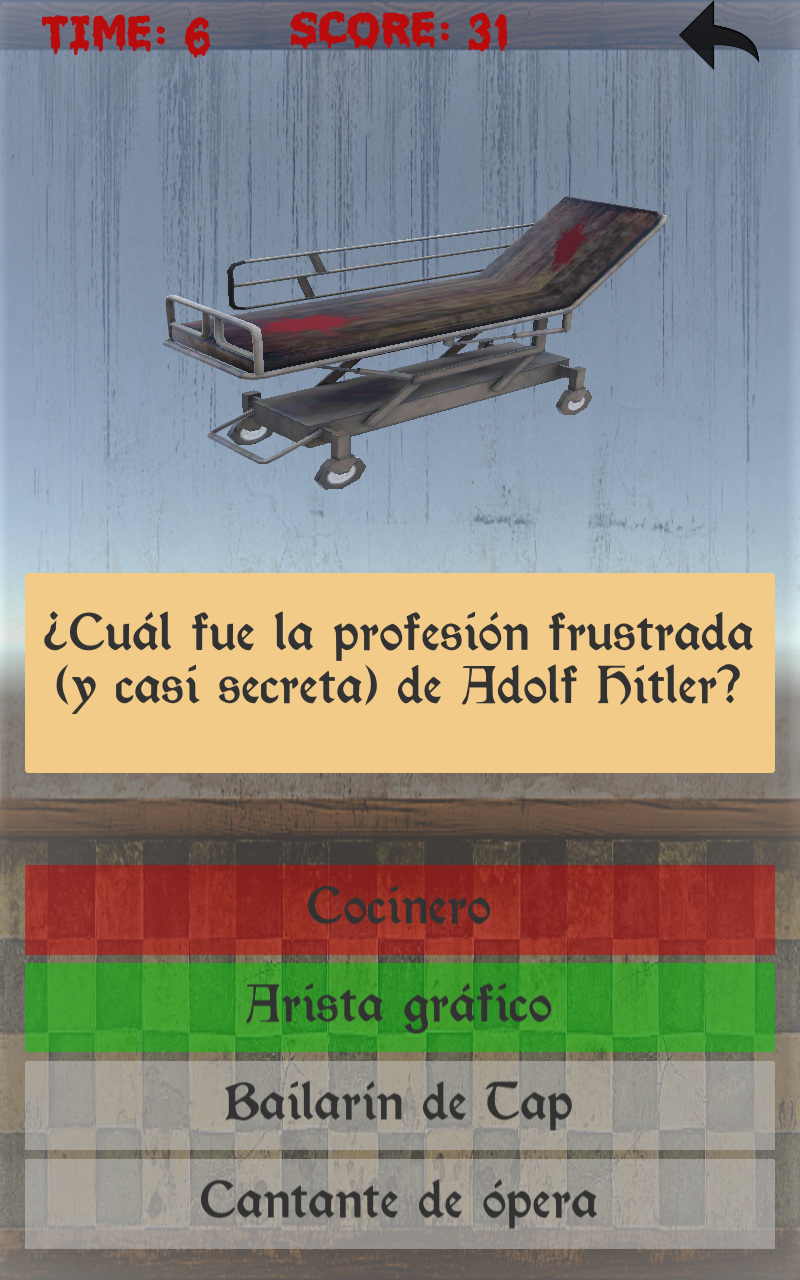 TIME: 6 SCORE: 31
¿Cuál fue la profesión frustrada
(y casi secreta) de Adolf Hitler?
Cocinero
Arista gráfico
Bailarín de Tap
Cantante de ópera